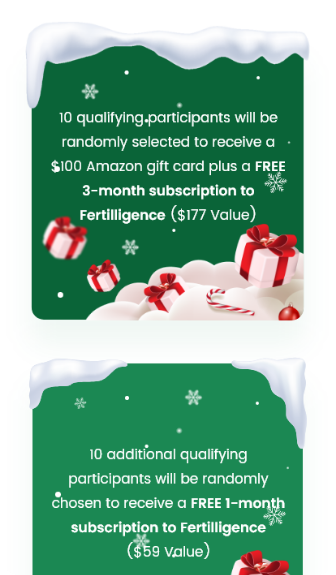 10 qualifying participants will be
randomly selected to receive a
$100 Amazon gift card plus a FREE
3-month subscription to
Fertilligence ($177 Value)
10 additional qualifying
participants will be randomly
chosen to receive a FREE 1-month
subscription to Fertilligence
($59 Value)